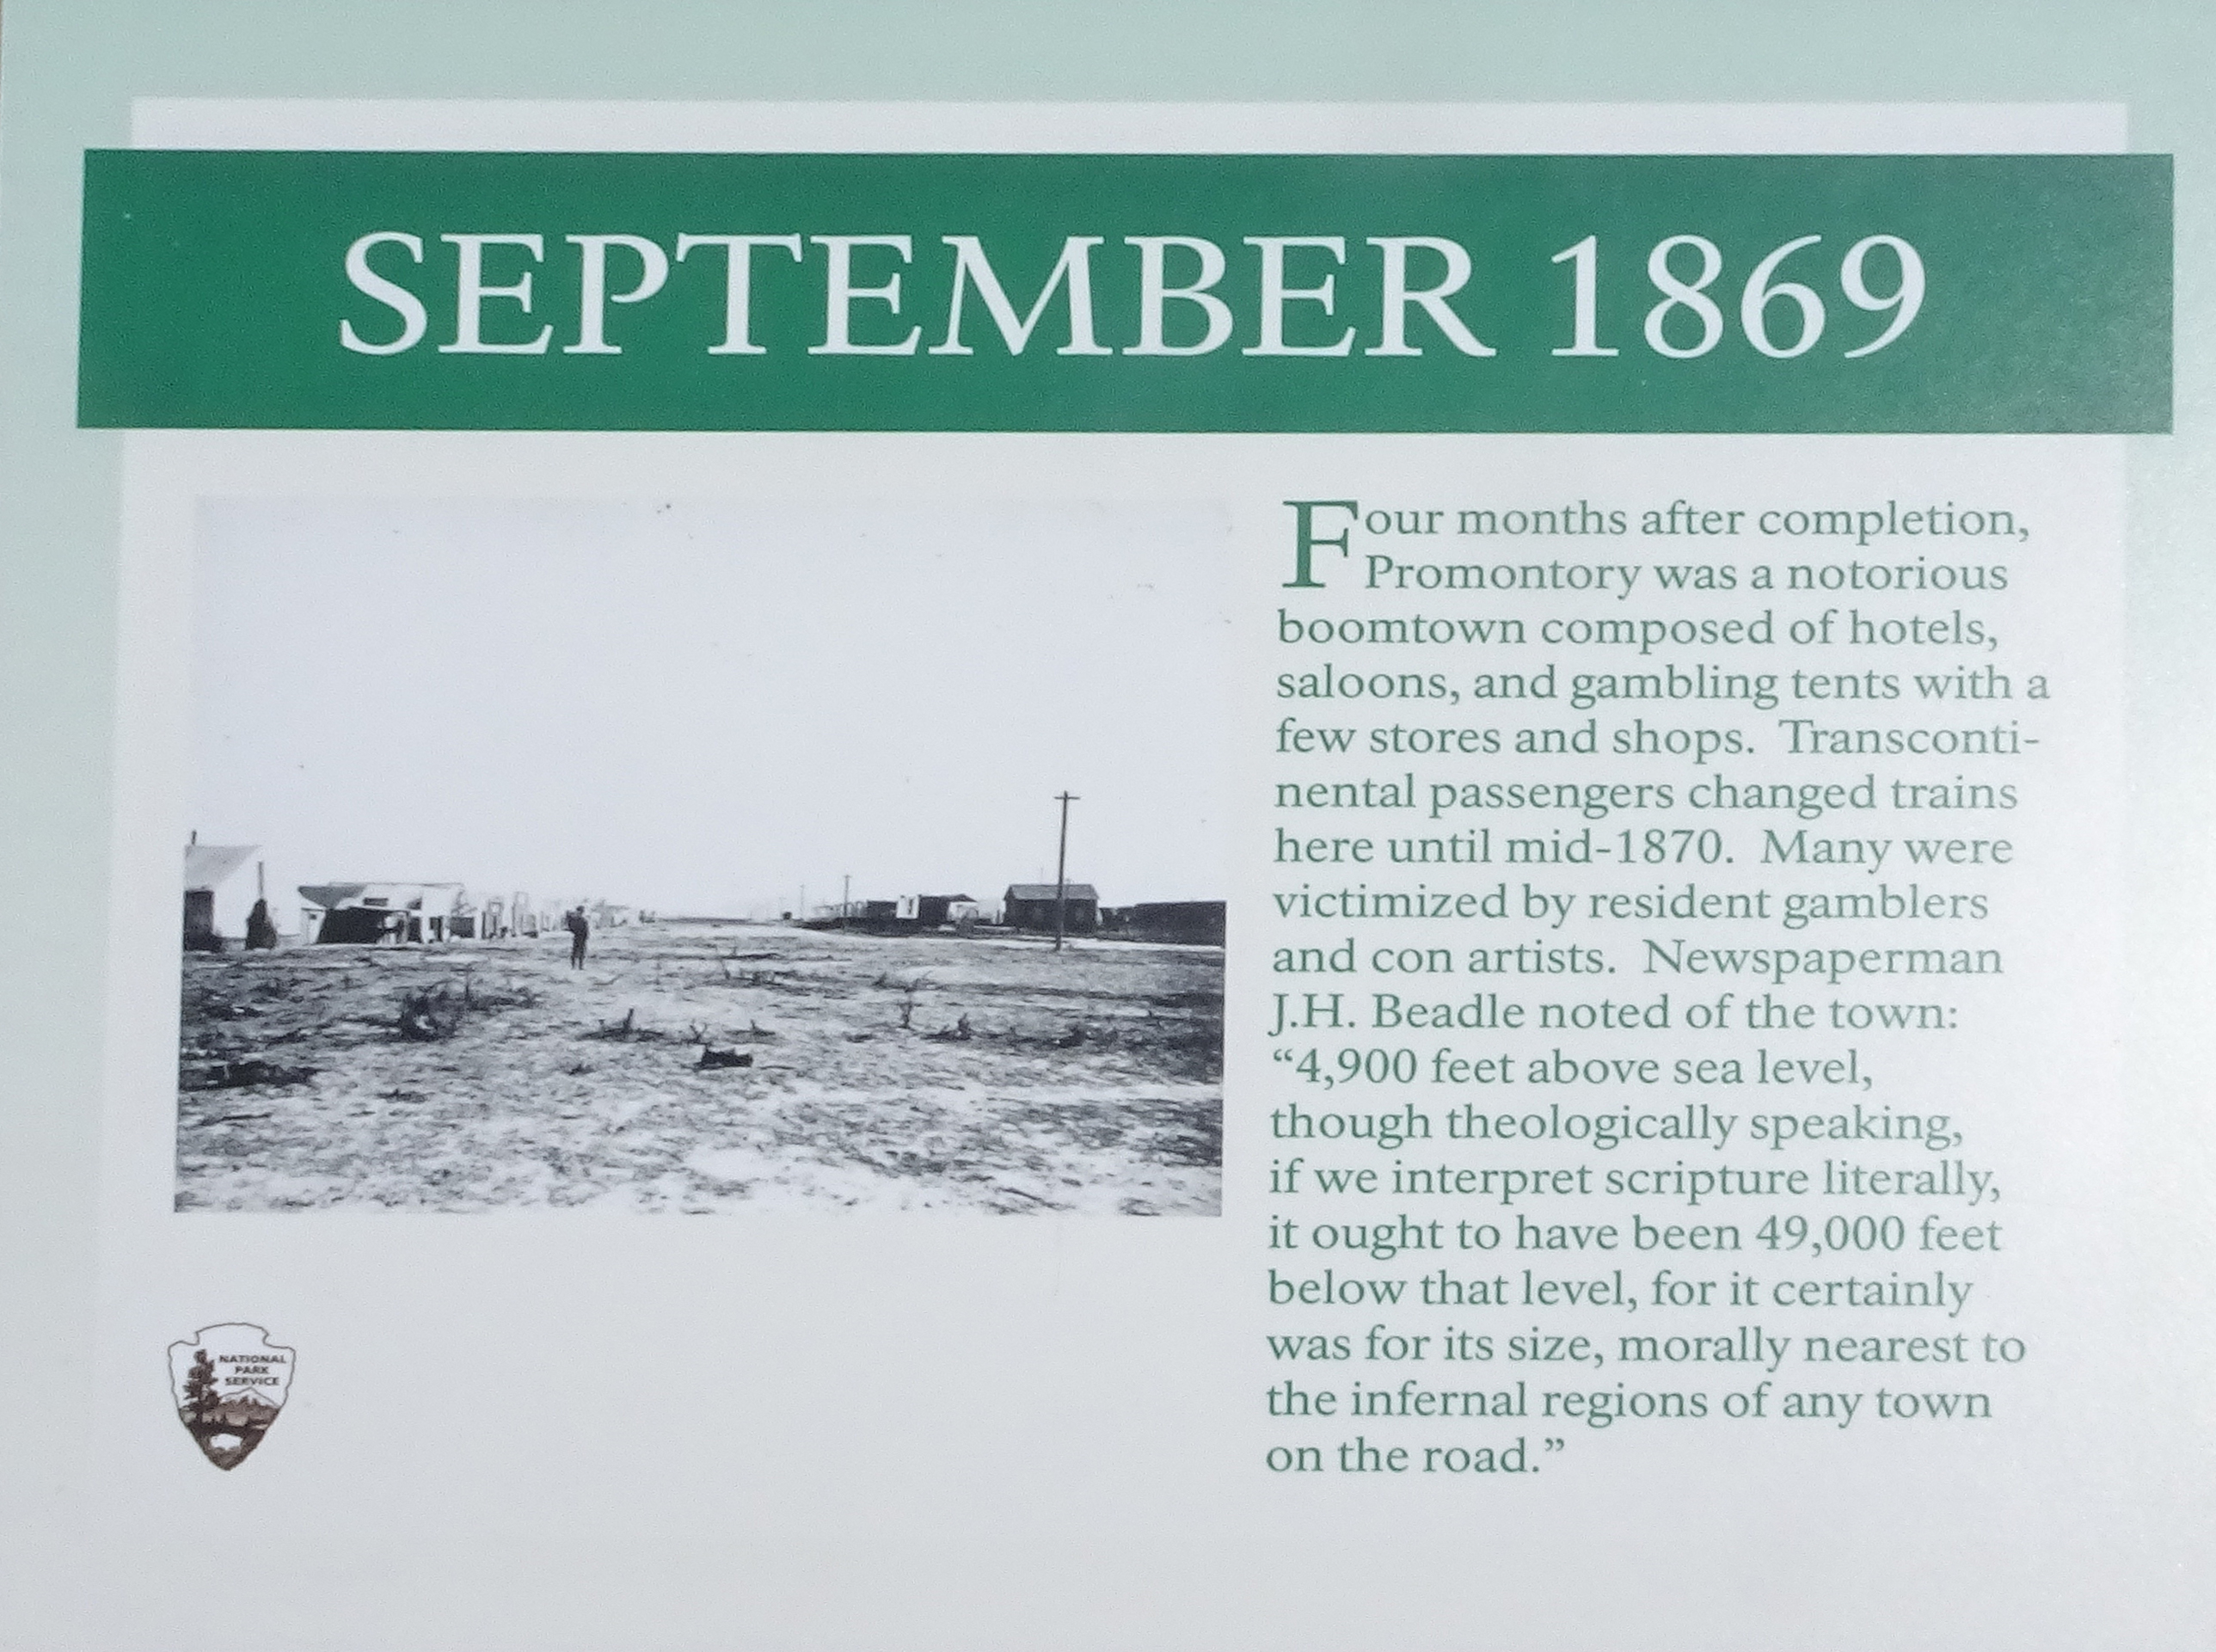 SEPTEMBER 1869
Four months after completion,
Promontory was a notorious
boomtown composed of hotels,
saloons, and gambling tents with a
few stores and shops.  Transconti-
nental passengers changed trains
here until mid-1870.  Many were
victimized by resident gamblers
and con artists.  Newspaperman
J.H. Beadle noted of the town:
“4,900 feet above sea level,
though theologically speaking,
if we interpret scripture literally,
it ought to have been 49,000 feet
below that level, for it certainly
was for its size, morally nearest to
the infernal regions of any town
on the road.”
NATIONAL
PARK
SERVICE